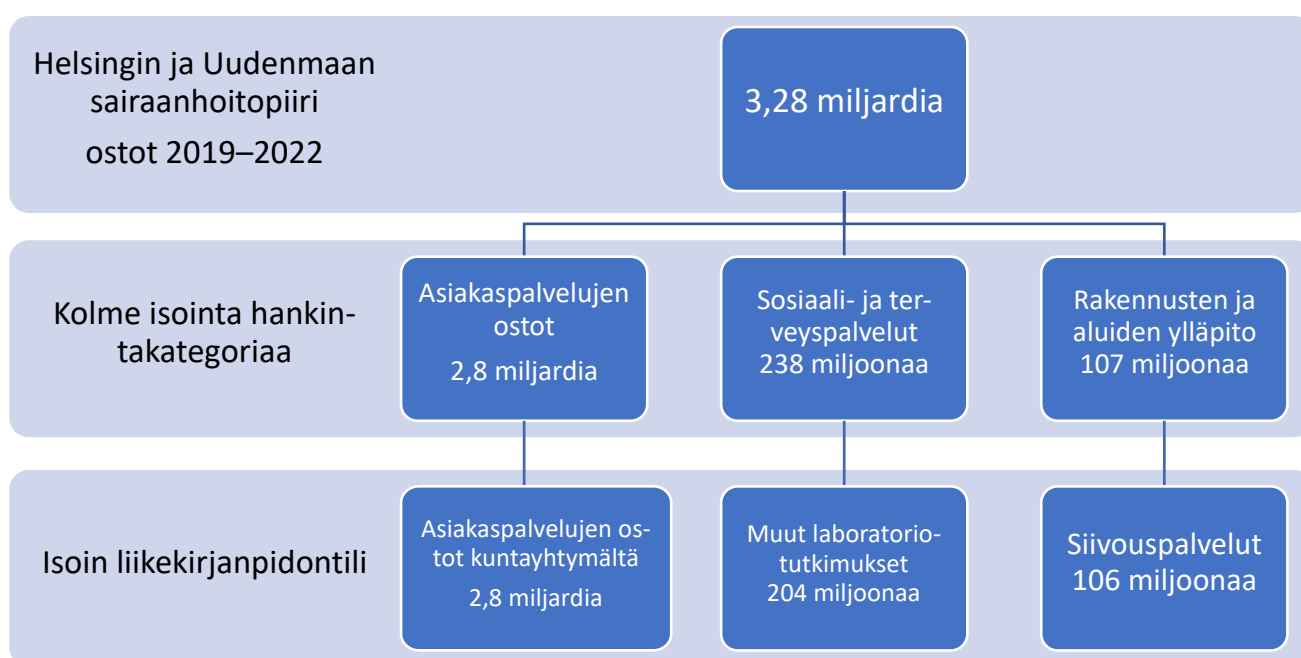 Helsingin ja Uudenmaan
sairaanhoitopiiri
ostot 2019–2022
3,28 miljardia
Kolme isointa hankin-
takategoriaa
Asiakaspalvelujen
ostot
2,8 miljardia
Sosiaali- ja ter-
veyspalvelut
238 miljoonaa
Rakennusten ja
aluiden ylläpito
107 miljoonaa
Isoin liikekirjanpidontili
Asiakaspalvelujen os-
tot kuntayhtymältä
2,8 miljardia
Muut laboratorio-
tutkimukset
204 miljoonaa
Siivouspalvelut
106 miljoonaa